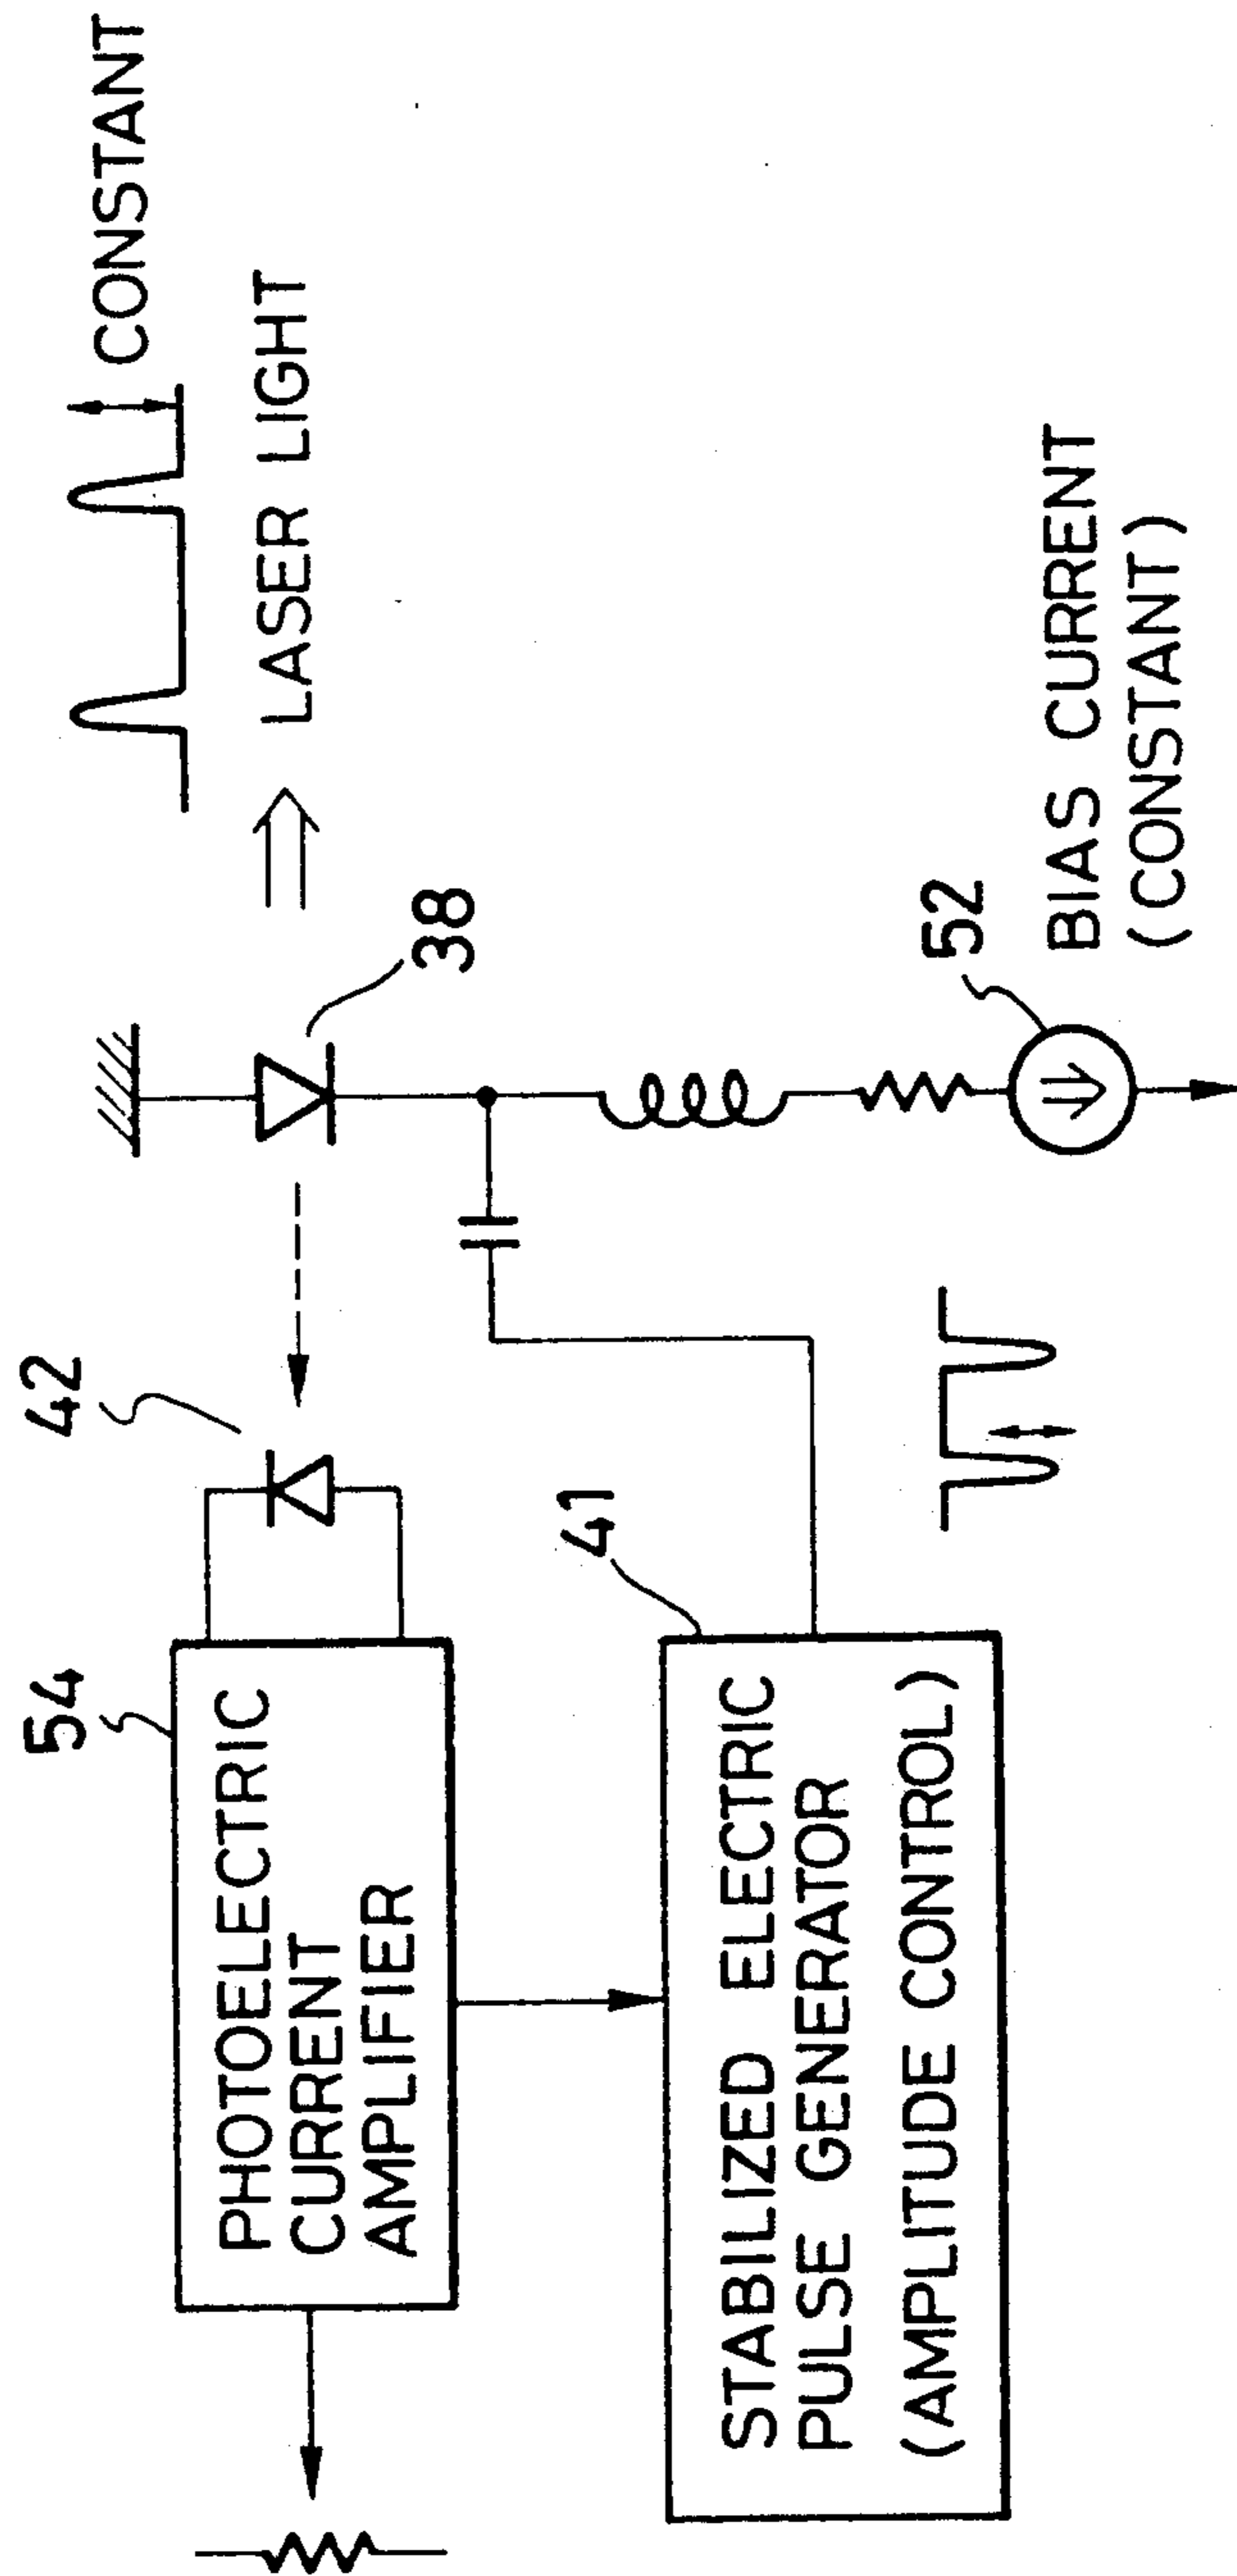 CONSTANT
LASER LIGHT
38
42
54
PHOTOELECTRIC
CURRENT
AMPLIFIER
41
STABILIZED ELECTRIC
PULSE GENERATOR
(AMPLITUDE CONTROL)
52
BIAS CURRENT
(CONSTANT)